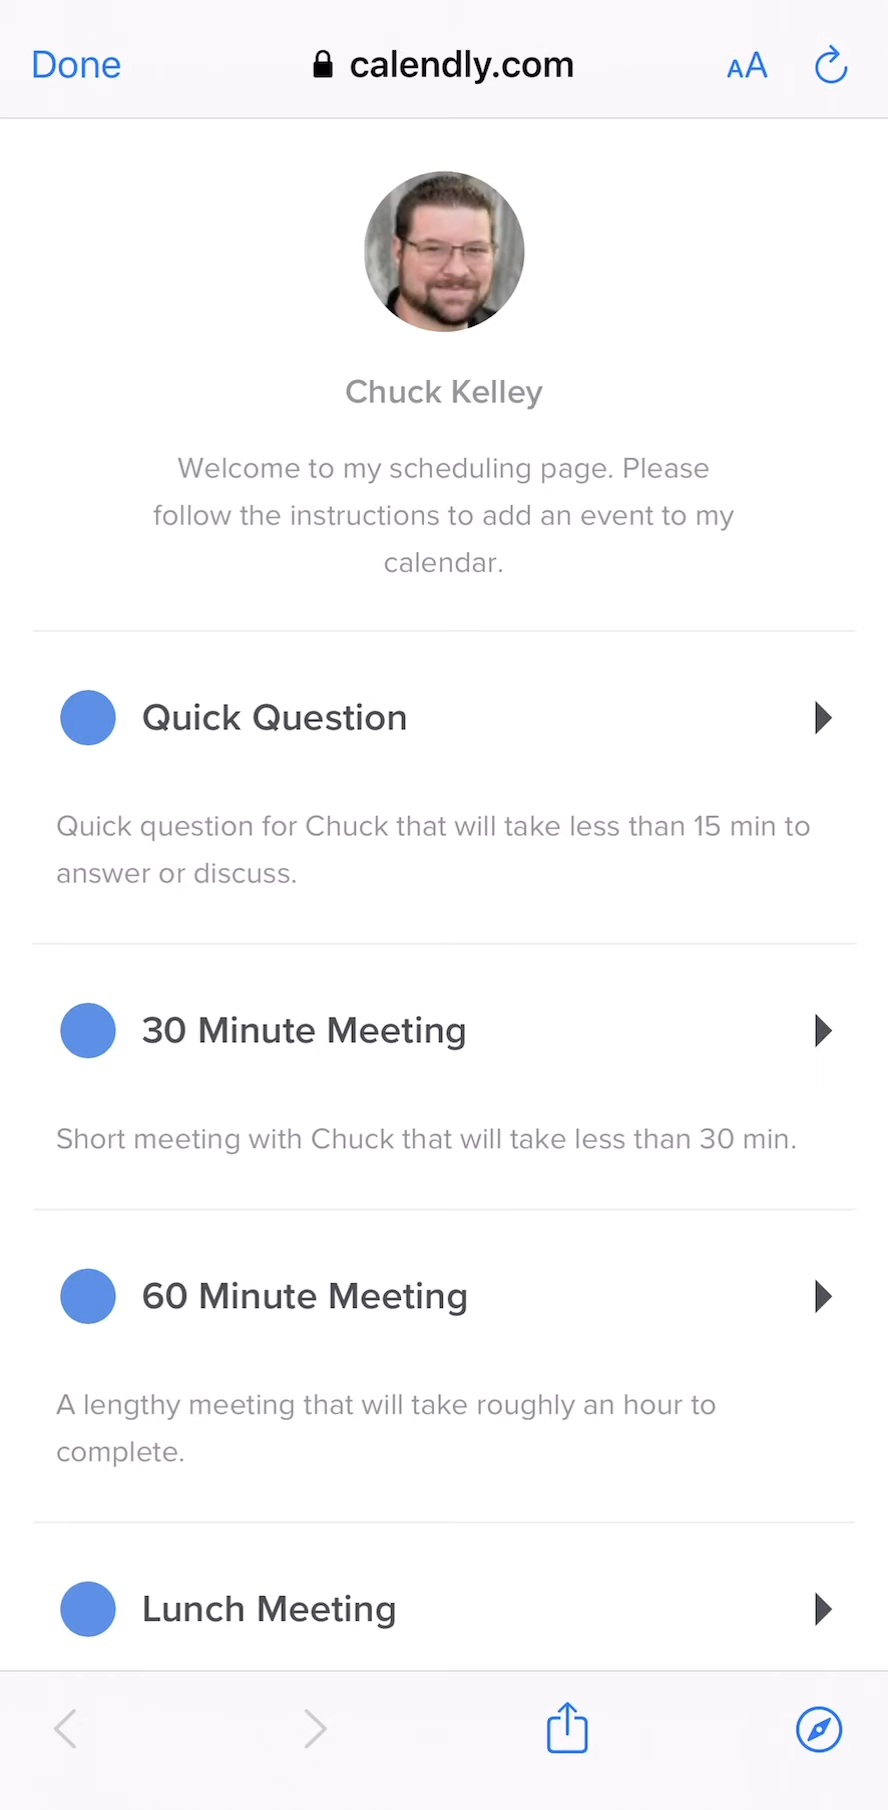 Done
calendly.com
AA
Chuck Kelley
Welcome to my scheduling page. Please
follow the instructions to add an event to my
calendar.
Quick Question
Quick question for Chuck that will take less than 15 min to
answer or discuss.
30 Minute Meeting
Short meeting with Chuck that will take less than 30 min.
60 Minute Meeting
A lengthy meeting that will take roughly an hour to
complete.
Lunch Meeting